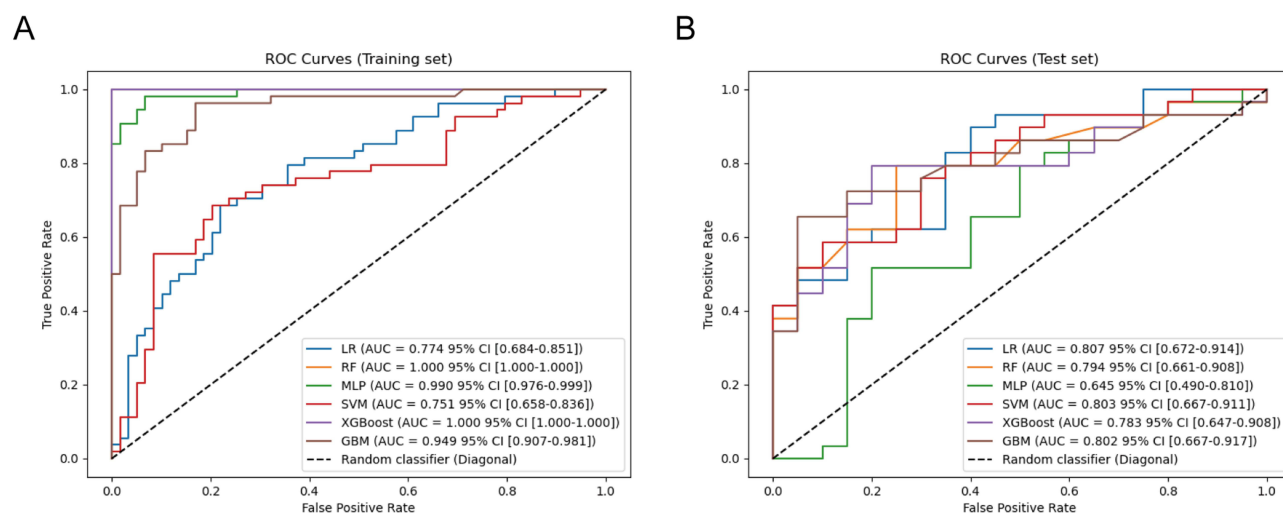 A
ROC Curves (Training set)
True Positive Rate
1.0
0.8
0.6
0.4
0.2
0.0
LR (AUC = 0.774 95% CI [0.684-0.851])
RF (AUC = 1.000 95% CI [1.000-1.000])
MLP (AUC = 0.990 95% CI [0.976-0.999])
SVM (AUC = 0.751 95% CI [0.658-0.836])
XGBoost (AUC = 1.000 95% CI [1.000-1.000])
GBM (AUC = 0.949 95% CI [0.907-0.981])
Random classifier (Diagonal)
0.0 0.2 0.4 0.6 0.8 1.0
False Positive Rate
B
ROC Curves (Test set)
True Positive Rate
1.0
0.8
0.6
0.4
0.2
0.0
LR (AUC = 0.807 95% CI [0.672-0.914])
RF (AUC = 0.794 95% CI [0.661-0.908])
MLP (AUC = 0.645 95% CI [0.490-0.810])
SVM (AUC = 0.803 95% CI [0.667-0.911])
XGBoost (AUC = 0.783 95% CI [0.647-0.908])
GBM (AUC = 0.802 95% CI [0.667-0.917])
Random classifier (Diagonal)
0.0 0.2 0.4 0.6 0.8 1.0
False Positive Rate